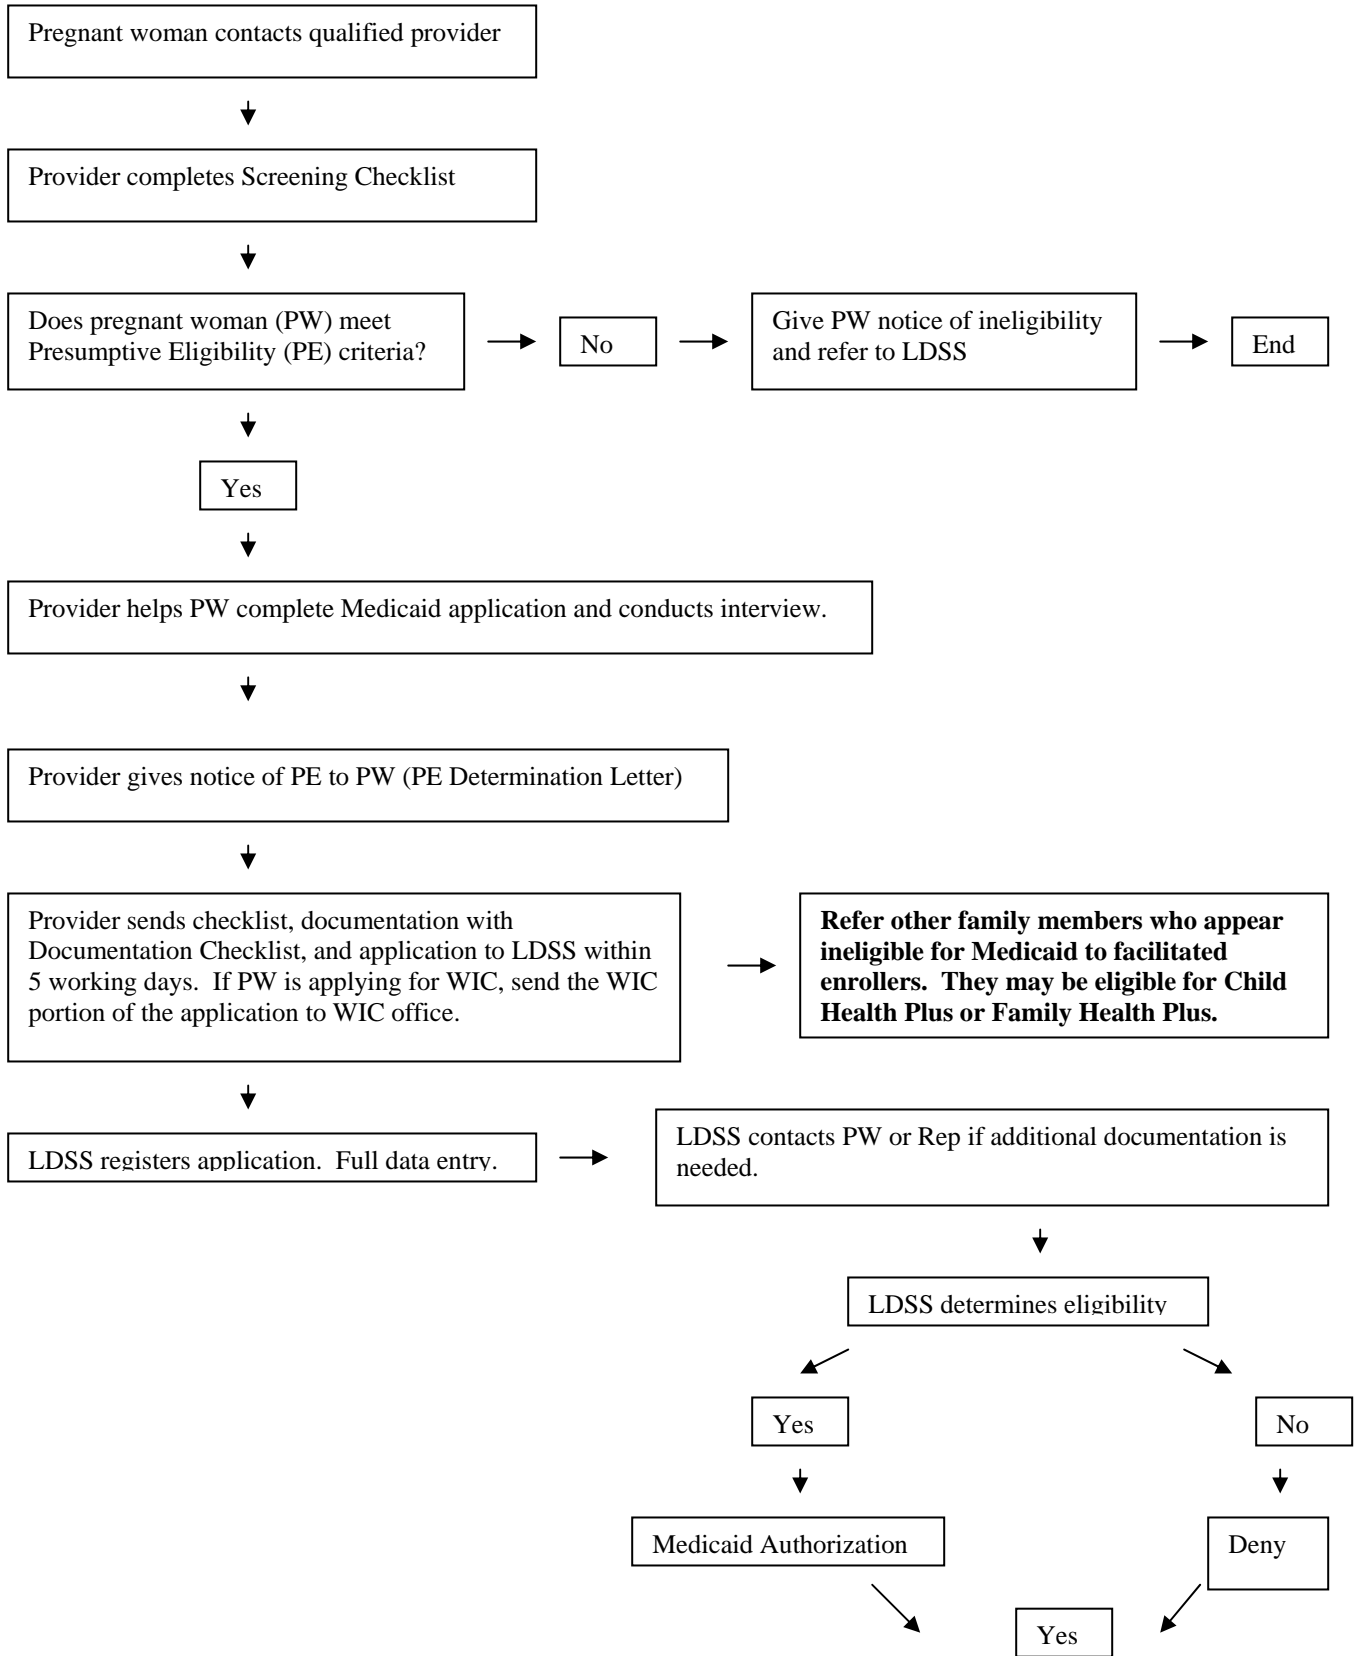 Pregnant woman contacts qualified provider
Provider completes Screening Checklist
Does pregnant woman (PW) meet
Presumptive Eligibility (PE) criteria?
No
Give PW notice of ineligibility
and refer to LDSS
End
Yes
Provider helps PW complete Medicaid application and conducts interview.
Provider gives notice of PE to PW (PE Determination Letter)
Provider sends checklist, documentation with
Documentation Checklist, and application to LDSS within
5 working days.  If PW is applying for WIC, send the WIC
portion of the application to WIC office.
Refer other family members who appear
ineligible for Medicaid to facilitated
enrollers.  They may be eligible for Child
Health Plus or Family Health Plus.
LDSS registers application.  Full data entry.
LDSS contacts PW or Rep if additional documentation is
needed.
LDSS determines eligibility
Yes
No
Medicaid Authorization
Deny
Yes